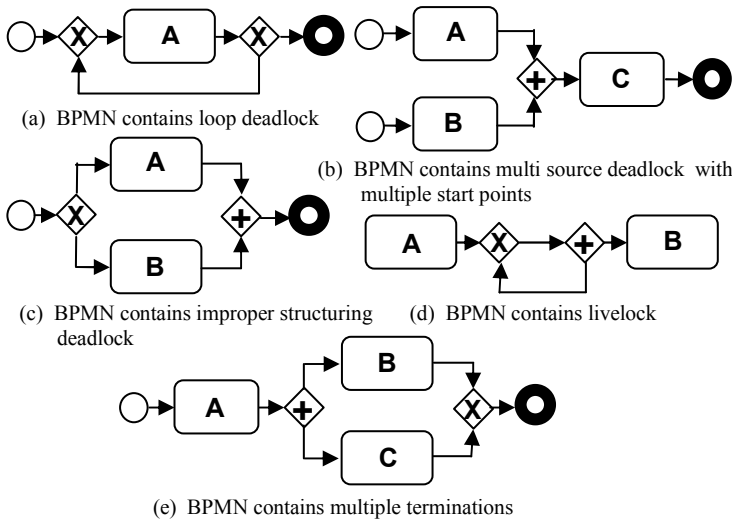 X
A
X
(a) BPMN contains loop deadlock
A
B
+
C
(b) BPMN contains multi source deadlock with
multiple start points
X
A
B
+
(c) BPMN contains improper structuring
deadlock
A
X
+
B
(d) BPMN contains livelock
A
+
B
C
X
(e) BPMN contains multiple terminations